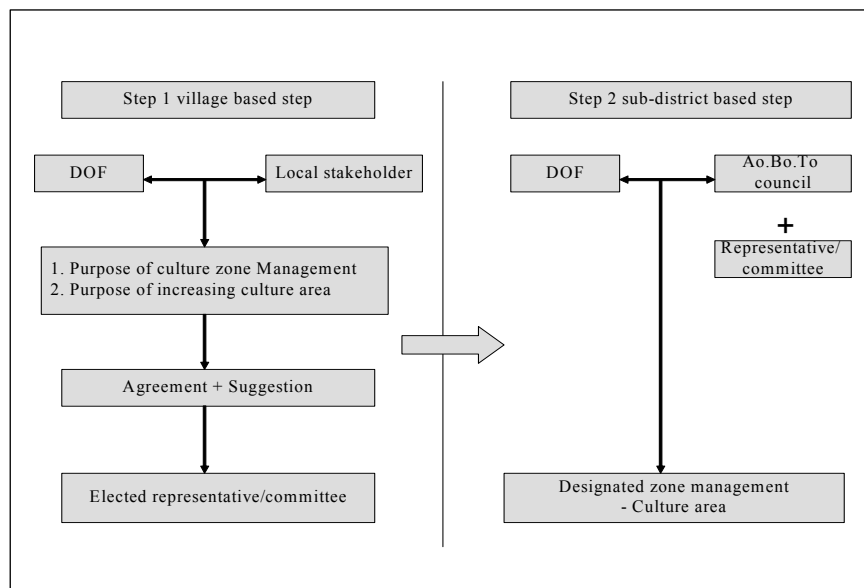 Step 1 village based step
DOF
Local stakeholder
1. Purpose of culture zone Management
2. Purpose of increasing culture area
Agreement + Suggestion
Elected representative/committee
Step 2 sub-district based step
DOF
Ao.Bo.To
council
+
Representative/
committee
Designated zone management
- Culture area